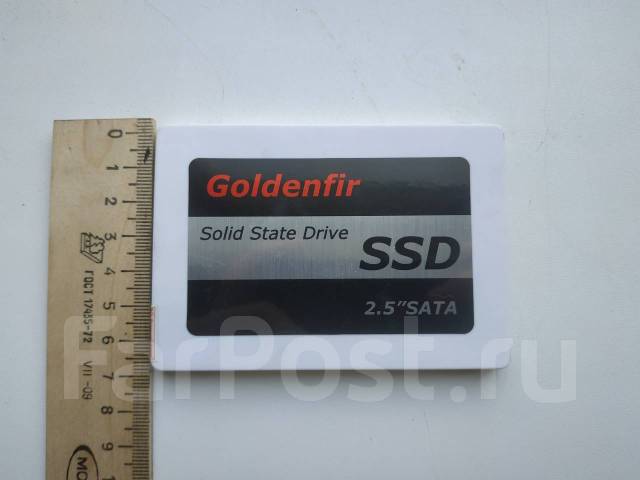 Goldenfir
Solid State Drive
SSD
2.5”SATA
0
1
2
3
4
5
6
7
8
9
ГОСТ 17435-72 VII -09
FarPost.ru